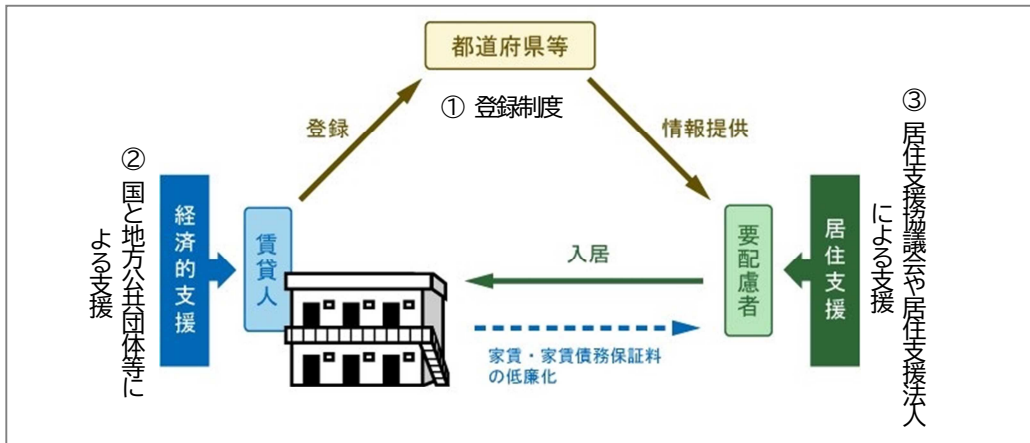 都道府県等
① 登録制度
登録
情報提供
② 国と地方公共団体等に
よる支援
経済的支援
賃貸人
入居
家賃・家賃債務保証料
の低廉化
要配慮者
居住支援
③ 居住支援協議会や居住支援法人
による支援